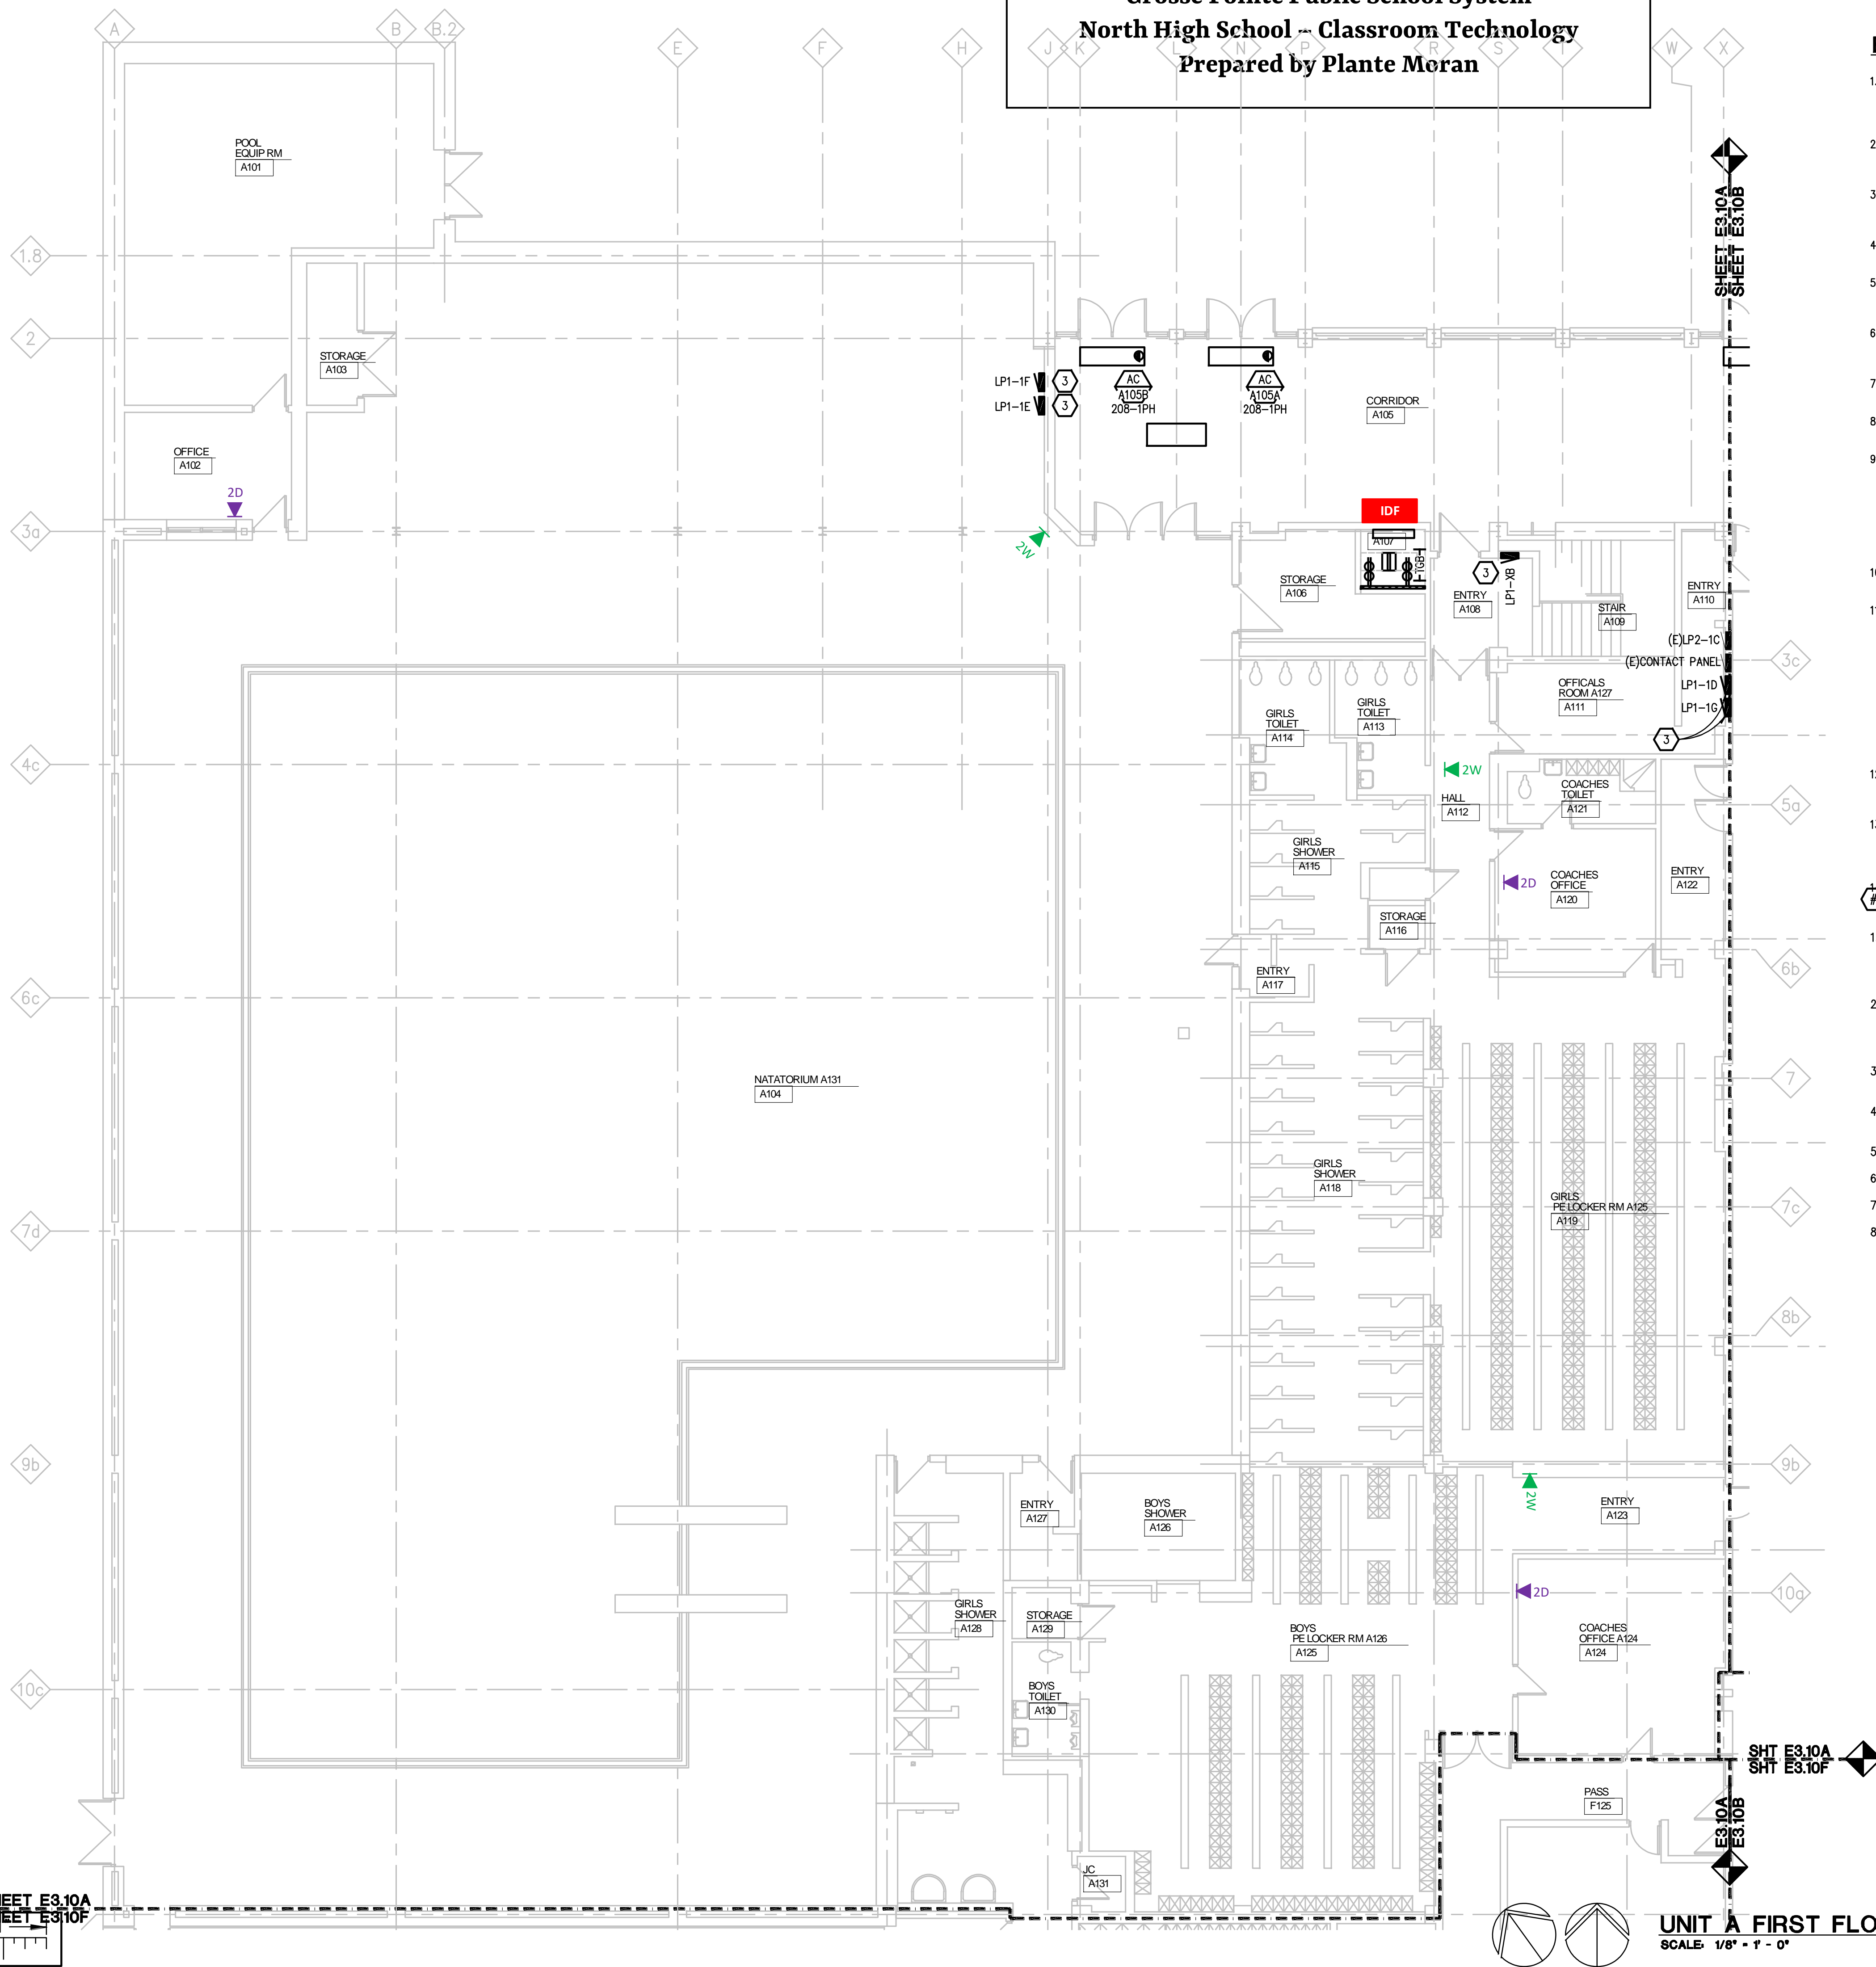 North High School – Classroom Technology
Prepared by Plante Moran
A
B
B.2
E
F
H
J
K
L
N
P
R
S
T
W
X
POOL
EQUIP RM
A101
SHEET E3.10A
SHEET E3.10B
1.8
2
STORAGE
A103
LP1-1F
3
LP1-1E
3
AC
A105B
208-1PH
AC
A105A
208-1PH
CORRIDOR
A105
OFFICE
A102
2D
3a
2W
IDF
A107
TGB
STORAGE
A106
3
LP1-XB
ENTRY
A108
STAIR
A109
ENTRY
A110
(E)LP2-1C
(E)CONTACT PANEL
LP1-1D
LP1-1G
3
3c
OFFICALS
ROOM A127
A111
GIRLS
TOILET
A114
GIRLS
TOILET
A113
4c
2W
HALL
A112
COACHES
TOILET
A121
5a
GIRLS
SHOWER
A115
2D
COACHES
OFFICE
A120
ENTRY
A122
STORAGE
A116
ENTRY
A117
6b
6c
NATATORIUM A131
A104
7
GIRLS
SHOWER
A118
GIRLS
PE LOCKER RM A125
A119
7c
7d
8b
9b
9b
2W
ENTRY
A127
BOYS
SHOWER
A126
ENTRY
A123
2D
10a
GIRLS
SHOWER
A128
STORAGE
A129
BOYS
PE LOCKER RM A126
A125
COACHES
OFFICE A124
A124
10c
BOYS
TOILET
A130
SHT E3.10A
SHT E3.10F
PASS
F125
E3.10A
E3.10B
JC
A131
EET E3.10A
EET E3.10F
UNIT A FIRST FLO
SCALE: 1/8" = 1' - 0"